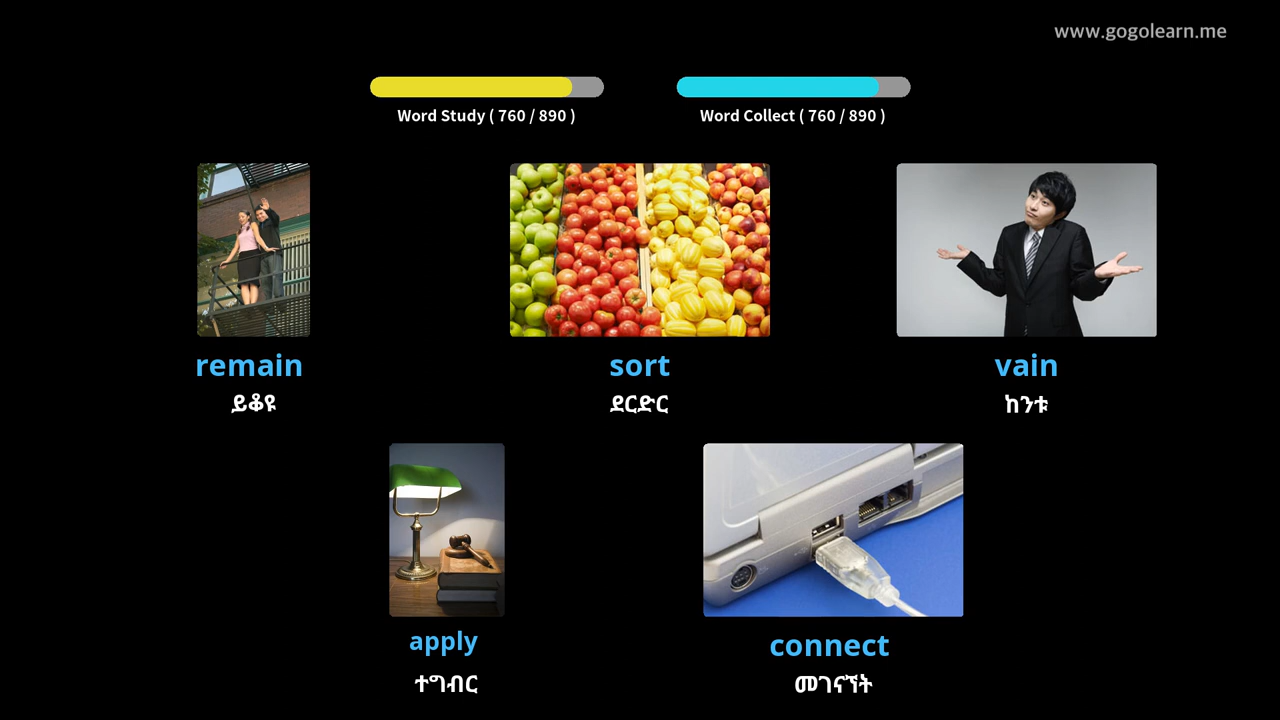 www.gogolearn.me
Word Study ( 760 / 890 )
Word Collect ( 760 / 890 )
remain
ይቆዩ
sort
ደርድር
vain
ከንቱ
apply
ተግብር
connect
መገናኘት